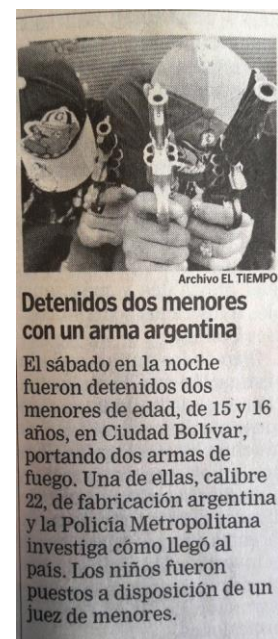 Archivo EL TIEMPO
Detenidos dos menores
con un arma argentina
El sábado en la noche
fueron detenidos dos
menores de edad, de 15 y 16
años, en Ciudad Bolívar,
portando dos armas de
fuego. Una de ellas, calibre
22, de fabricación argentina
y la Policía Metropolitana
investiga cómo llegó al
país. Los niños fueron
puestos a disposición de un
juez de menores.